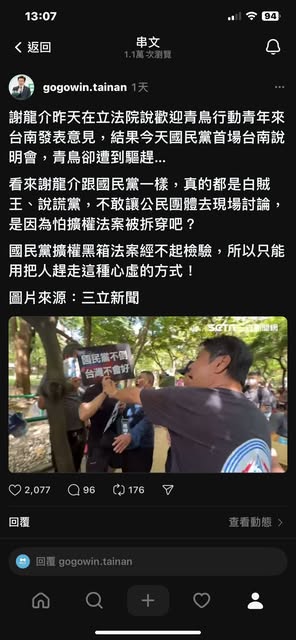 13:07
94
返回
串文
1.1萬 次瀏覽
gogowin.tainan 1天
謝龍介昨天在立法院說歡迎青鳥行動青年來
台南發表意見，結果今天國民黨首場台南說
明會，青鳥卻遭到驅趕...
看來謝龍介跟國民黨一樣，真的都是白賊
王、說謊黨，不敢讓公民團體去現場討論，
是因為怕擴權法案被拆穿吧？
國民黨擴權黑箱法案經不起檢驗，所以只能
用把人趕走這種心虛的方式！
圖片來源：三立新聞
國民黨不倒
台灣不會好
2,077
96
176
回覆
查看動態
回覆 gogowin.tainan